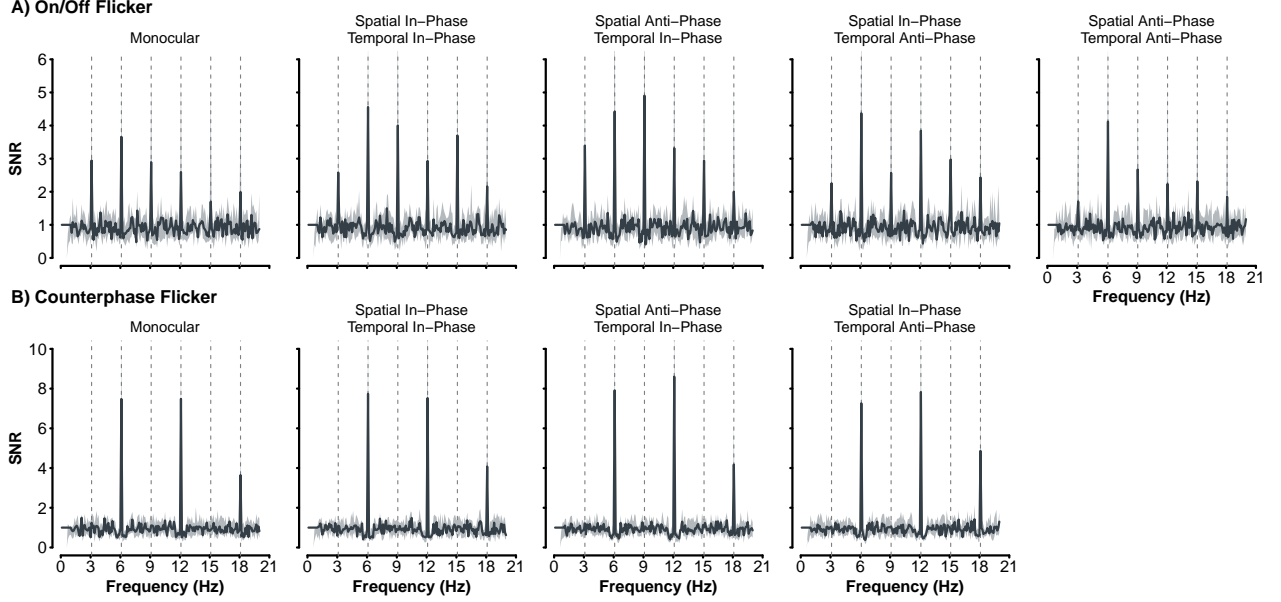 A) On/Off Flicker
Monocular
Spatial In−Phase
Temporal In−Phase
Spatial Anti−Phase
Temporal In−Phase
Spatial In−Phase
Temporal Anti−Phase
Spatial Anti−Phase
Temporal Anti−Phase
SNR
6
5
4
3
2
1
0
0 3 6 9 12 15 18 21
Frequency (Hz)
B) Counterphase Flicker
Monocular
Spatial In−Phase
Temporal In−Phase
Spatial Anti−Phase
Temporal In−Phase
Spatial In−Phase
Temporal Anti−Phase
SNR
10
8
6
4
2
0
0 3 6 9 12 15 18 21
0 3 6 9 12 15 18 21
0 3 6 9 12 15 18 21
0 3 6 9 12 15 18 21
Frequency (Hz)
Frequency (Hz)
Frequency (Hz)
Frequency (Hz)